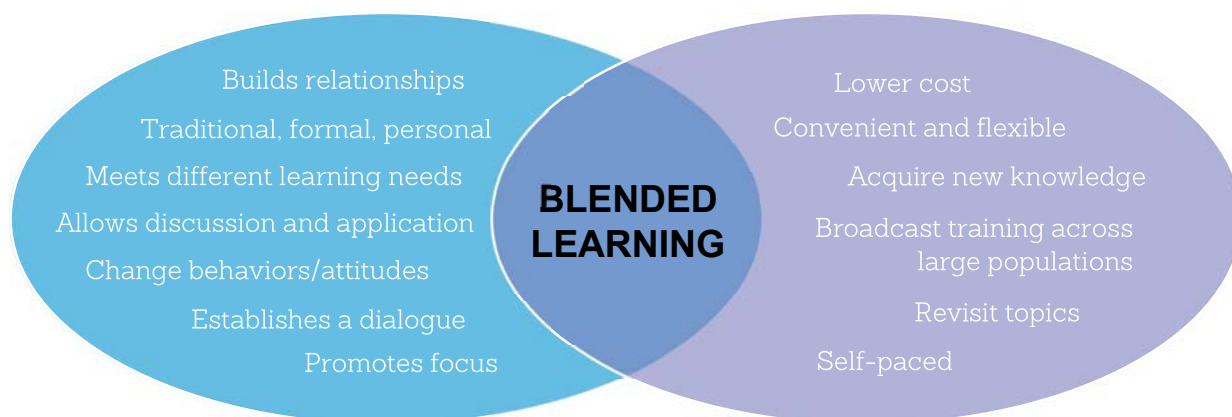 Builds relationships
Traditional, formal, personal
Meets different learning needs
Allows discussion and application
Change behaviors/attitudes
Establishes a dialogue
Promotes focus
BLENDED
LEARNING
Lower cost
Convenient and flexible
Acquire new knowledge
Broadcast training across
large populations
Revisit topics
Self-paced